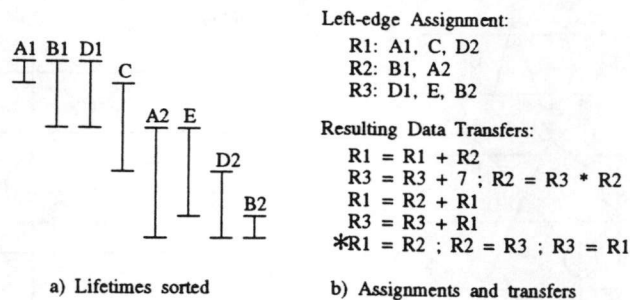 A1 B1 D1
C
A2 E
D2
B2
a) Lifetimes sorted
Left-edge Assignment:
R1: A1, C, D2
R2: B1, A2
R3: D1, E, B2
Resulting Data Transfers:
R1 = R1 + R2
R3 = R3 + 7 ; R2 = R3 * R2
R1 = R2 + R1
R3 = R3 + R1
*R1 = R2 ; R2 = R3 ; R3 = R1
b) Assignments and transfers